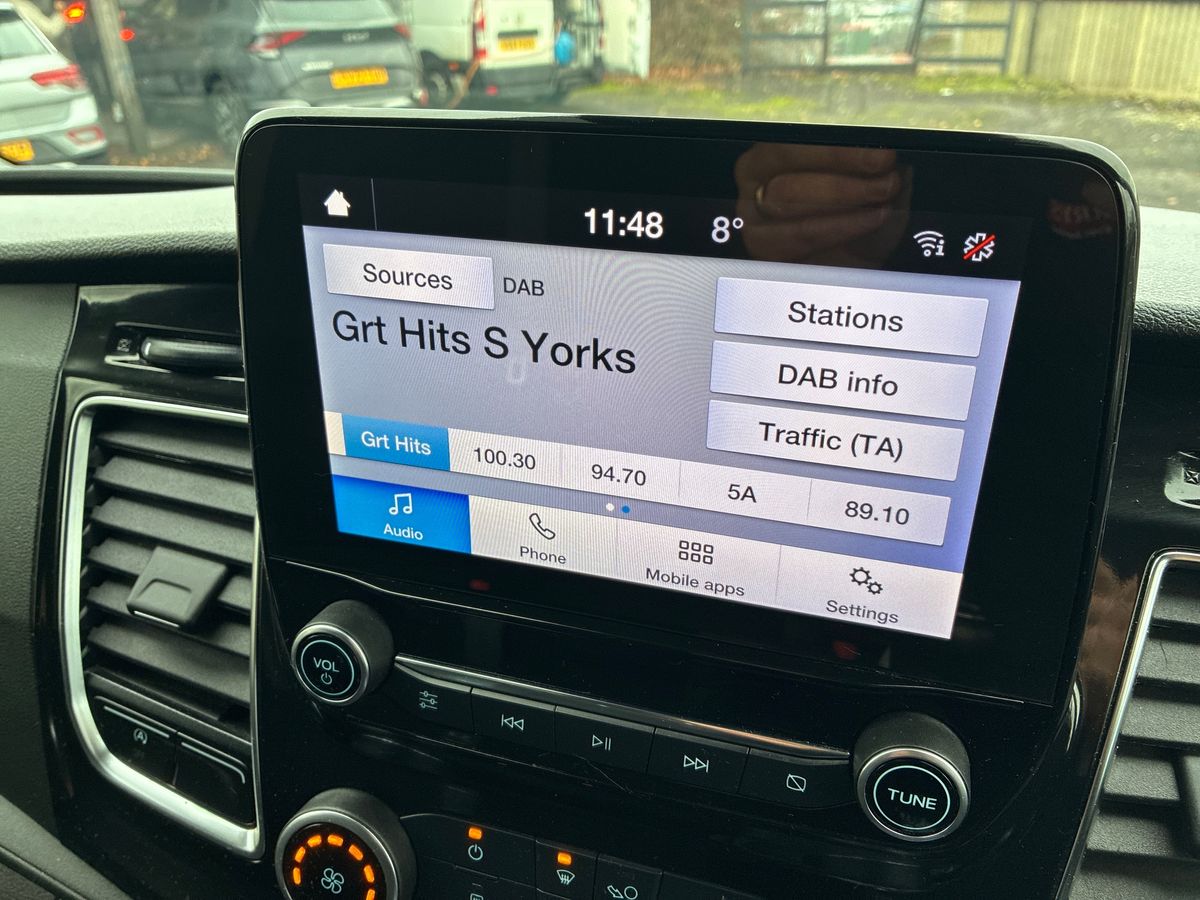 11:48 8°
Sources DAB Stations
Grt Hits S Yorks
DAB info
Traffic (TA)
Grt Hits 100.30 94.70 5A 89.10
Audio Phone Mobile apps Settings
VOL
TUNE